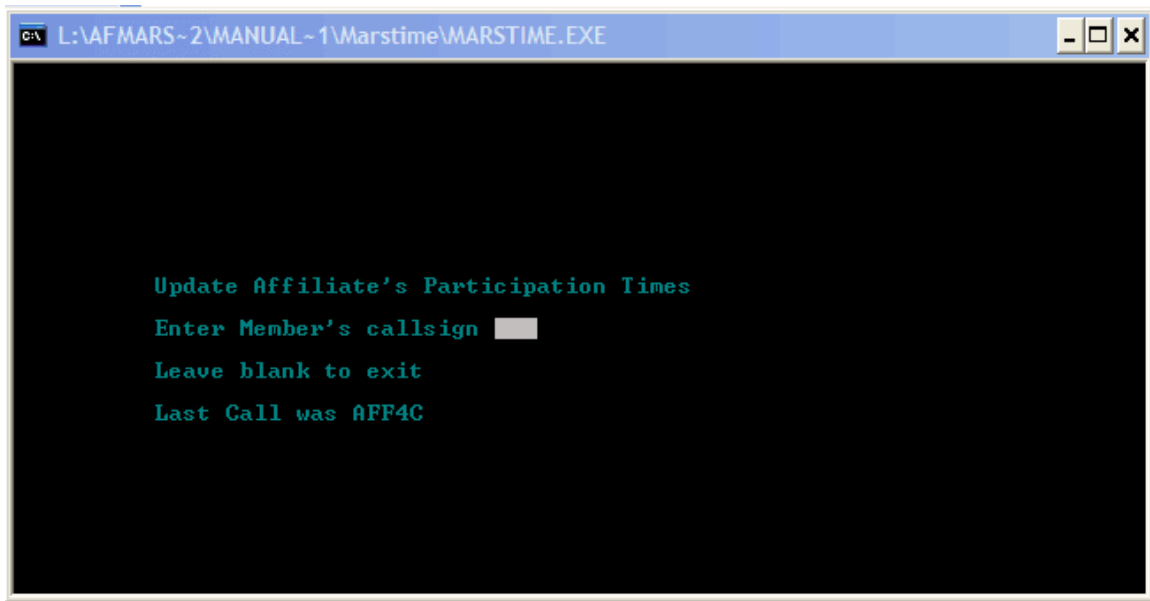 L:\AFMARS~2\MANUAL~1\Marstime\MARSTIME.EXE
Update Affiliate's Participation Times
Enter Member's callsign
Leave blank to exit
Last Call was AFF4C